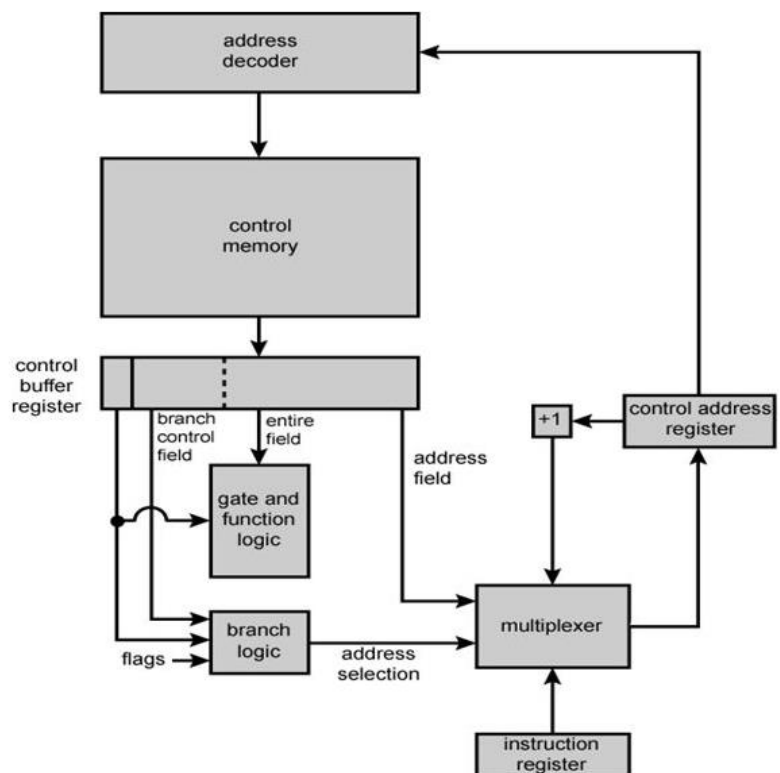 address
decoder
control
memory
control
buffer
register
branch
control
field
entire
field
address
field
+1
control address
register
gate and
function
logic
branch
logic
flags
address
selection
multiplexer
instruction
register